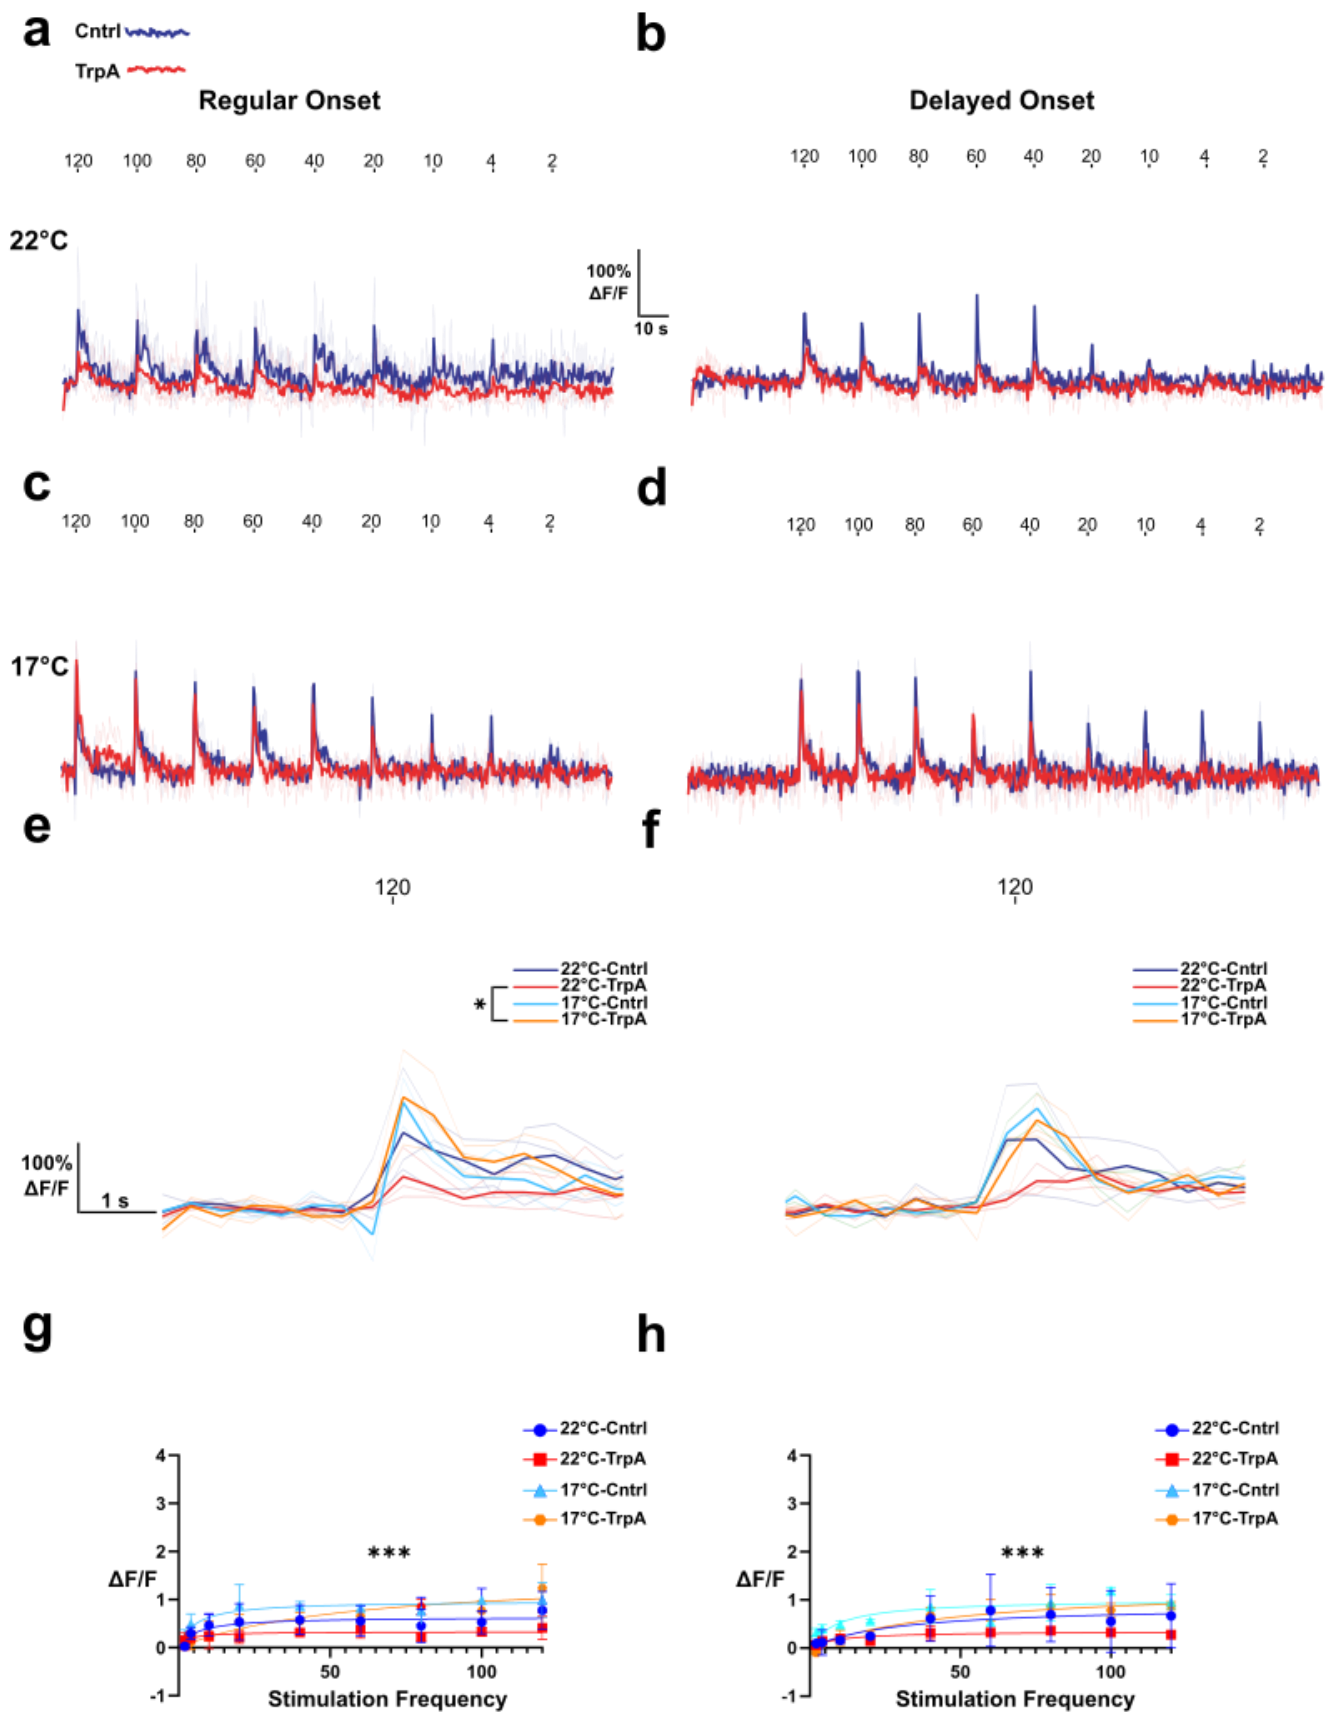 a
Cntrl
TrpA
Regular Onset
120 100 80 60 40 20 10 4 2
22°C
b
Delayed Onset
120 100 80 60 40 20 10 4 2
100%
ΔF/F
10 s
c
120 100 80 60 40 20 10 4 2
17°C
d
120 100 80 60 40 20 10 4 2
e
120
22°C-Cntrl
22°C-TrpA
17°C-Cntrl
17°C-TrpA
*
100%
ΔF/F
1 s
f
120
22°C-Cntrl
22°C-TrpA
17°C-Cntrl
17°C-TrpA
g
22°C-Cntrl
22°C-TrpA
17°C-Cntrl
17°C-TrpA
4
3
2
1
0
-1
ΔF/F
***
50 100
Stimulation Frequency
h
22°C-Cntrl
22°C-TrpA
17°C-Cntrl
17°C-TrpA
4
3
2
1
0
-1
ΔF/F
***
50 100
Stimulation Frequency